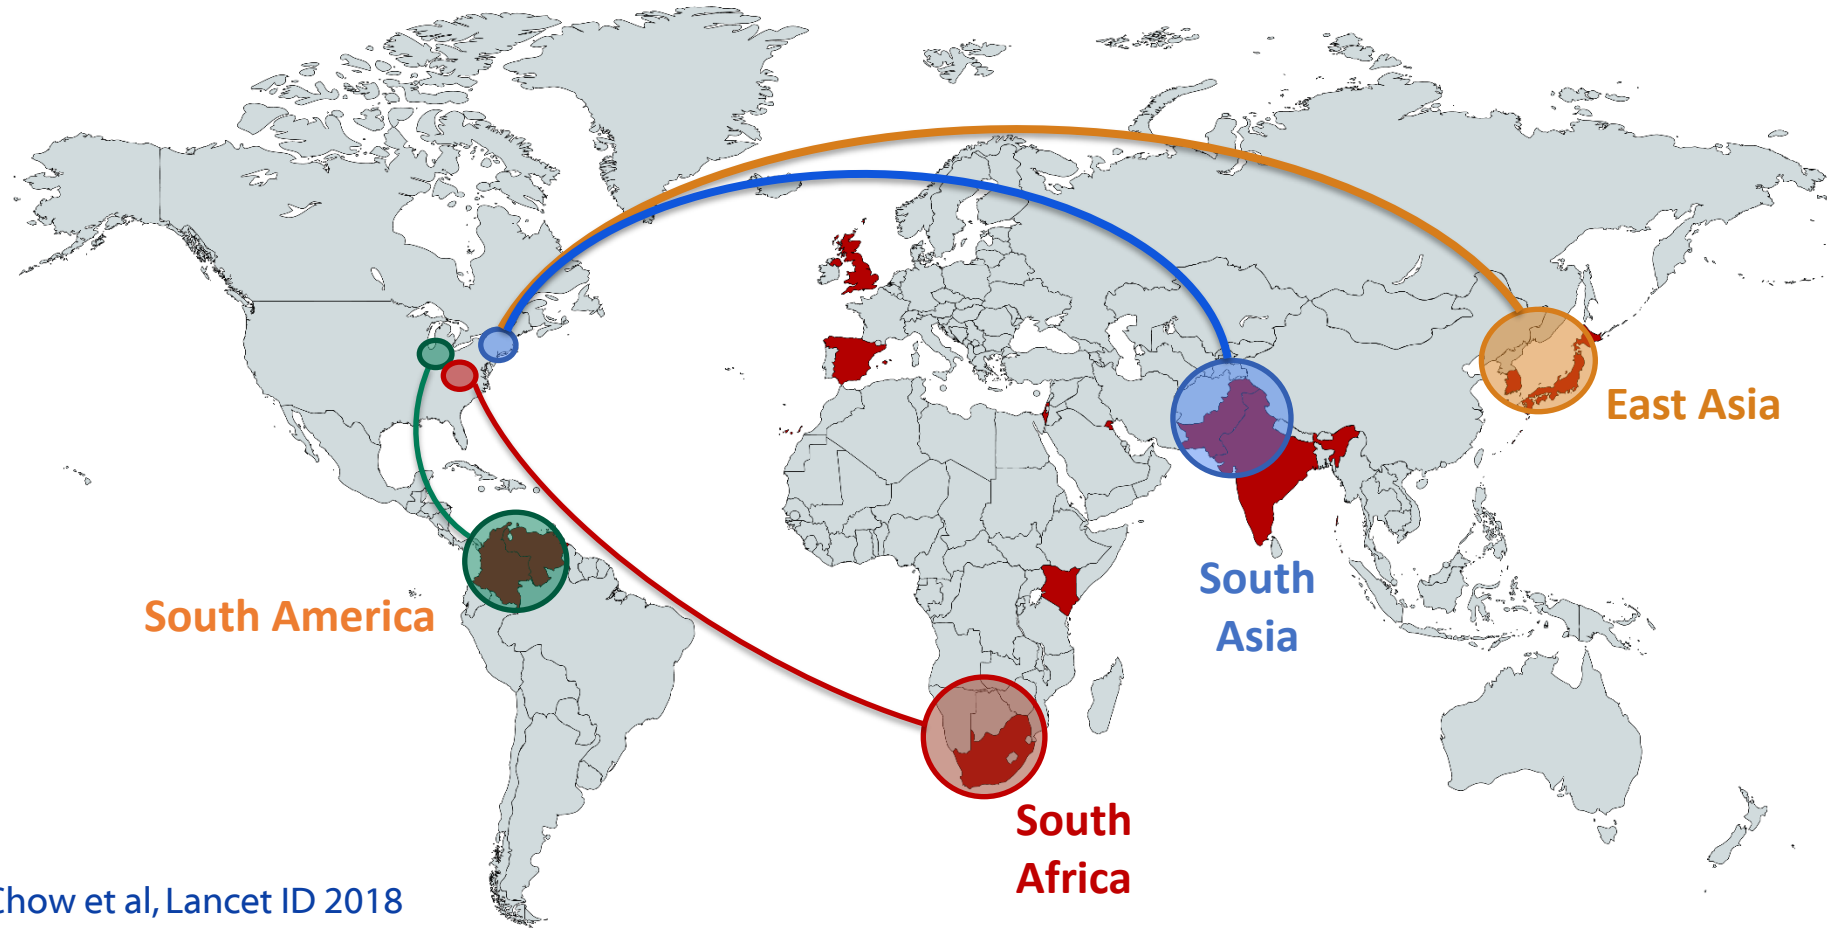 East Asia
South
Asia
South America
South
Africa
Chow et al, Lancet ID 2018